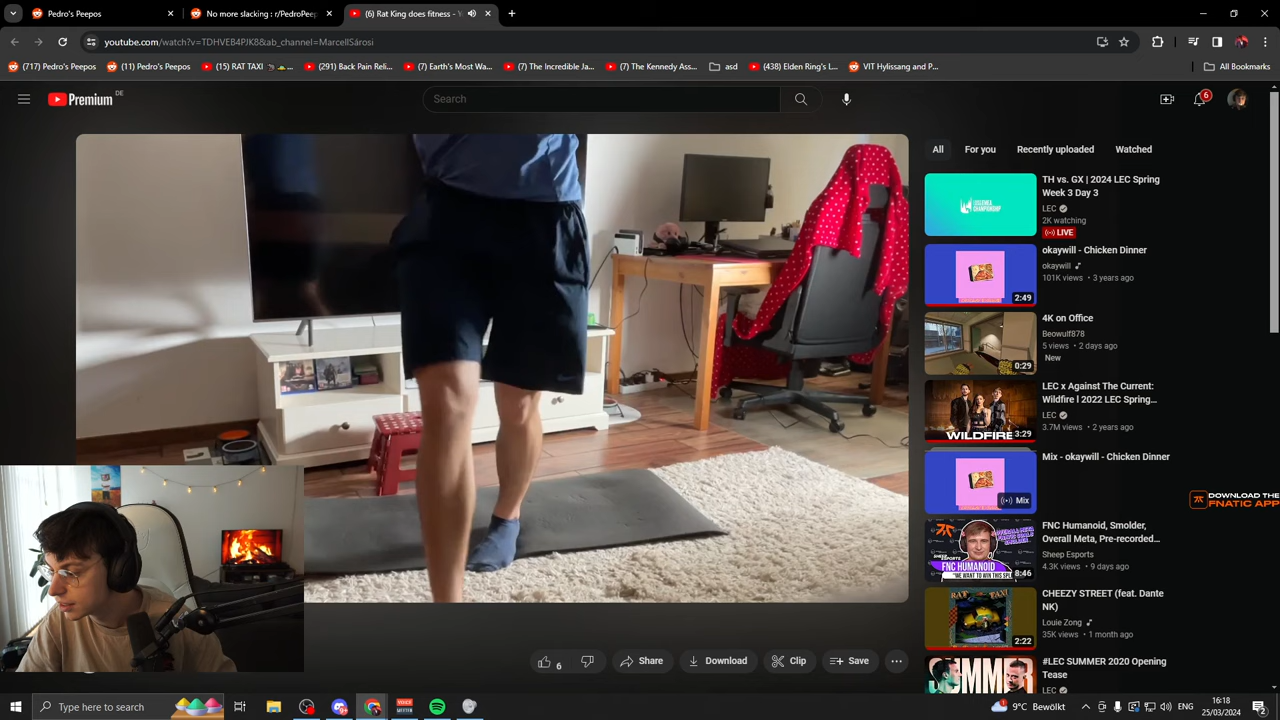 Pedro's Peepos
No more slacking : r/PedroPeep
(6) Rat King does fitness - Y
youtube.com/watch?v=TDHVEB4PJK8&ab_channel=MarcellSárosi
(717) Pedro's Peepos
(11) Pedro's Peepos
(15) RAT TAXI
(291) Back Pain Reli...
(7) Earth's Most Wa...
(7) The Incredible Ja...
(7) The Kennedy Ass...
asd
(438) Elden Ring's L...
VIT Hylissang and P...
All Bookmarks
Premium DE
Search
6
All
For you
Recently uploaded
Watched
TH vs. GX | 2024 LEC Spring
Week 3 Day 3
LEC
2K watching
LIVE
okaywill - Chicken Dinner
okaywill
101K views • 3 years ago
2:49
4K on Office
Beowulf878
5 views • 2 days ago
New
0:29
LEC x Against The Current:
Wildfire l 2022 LEC Spring...
LEC
3.7M views • 2 years ago
WILDFIRE
3:29
Mix - okaywill - Chicken Dinner
Mix
DOWNLOAD THE
FNATIC APP
FNC Humanoid, Smolder,
Overall Meta, Pre-recorded...
Sheep Esports
4.3K views • 9 days ago
FNC HUMANOID
8:46
CHEEZY STREET (feat. Dante
NK)
Louie Zong
35K views • 1 month ago
RAT TAXI
2:22
#LEC SUMMER 2020 Opening
Tease
LEC
6
Share
Download
Clip
Save
Type here to search
VOICE
MEETER
9°C Bewölkt
ENG
16:18
25/03/2024
2